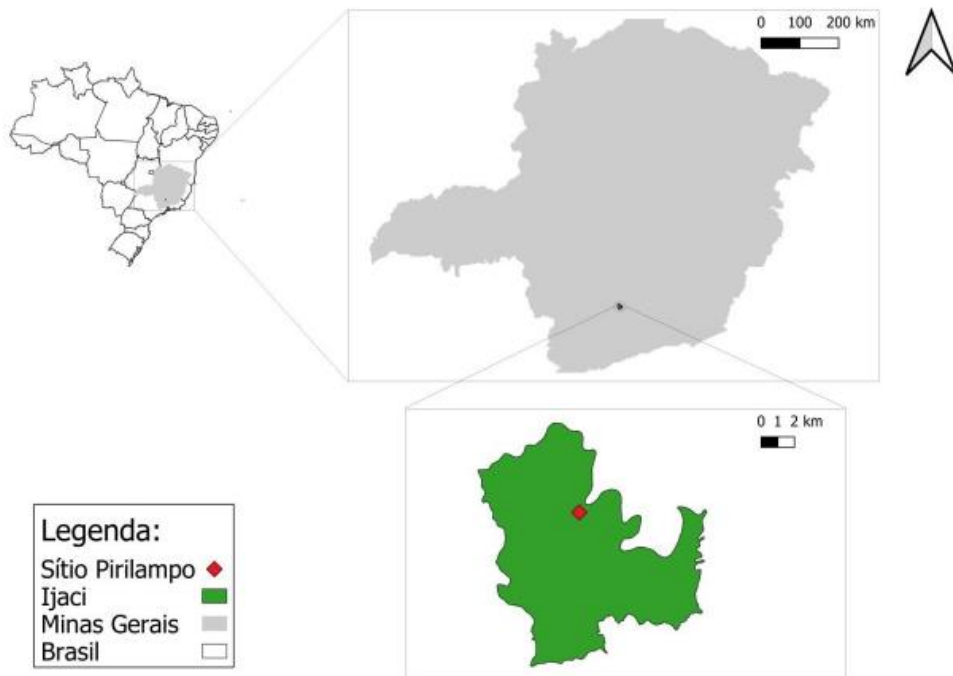 0 100 200 km
0 1 2 km
Legenda:
Sítio Pirilampo
Ijaci
Minas Gerais
Brasil